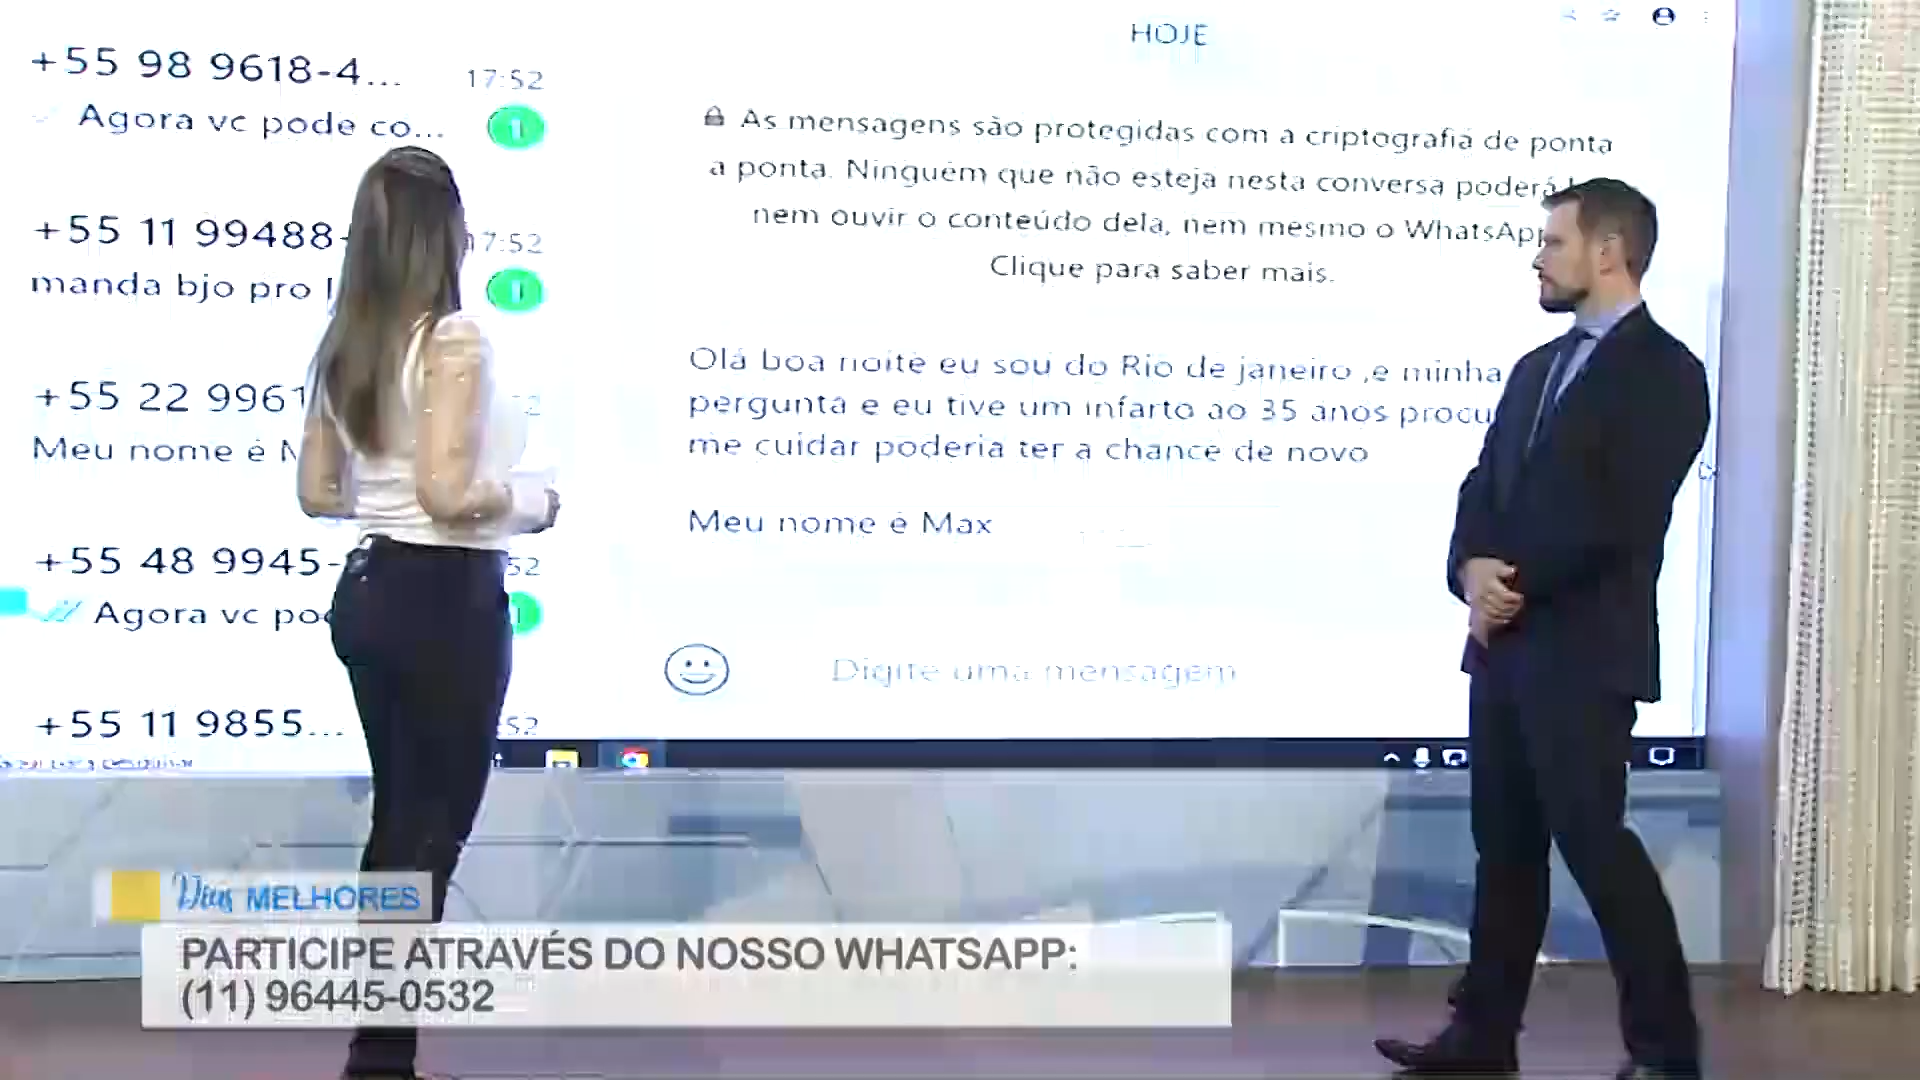 +55 98 9618-4...
17:52
Agora vc pode co...
1
+55 11 99488-
17:52
manda bjo pro
1
+55 22 9961
Meu nome é
+55 48 9945-
52
Agora vc
1
+55 11 9855...
52
HOJE
As mensagens são protegidas com a criptografia de ponta
a ponta. Ninguém que não esteja nesta conversa poderá
nem ouvir o conteúdo dela, nem mesmo o WhatsApp
Clique para saber mais.
Olá boa noite eu sou do Rio de janeiro ,e minha
pergunta e eu tive um infarto ao 35 anos
me cuidar poderia ter a chance de novo
Meu nome é Max
Digite uma mensagem
Dias MELHORES
PARTICIPE ATRAVÉS DO NOSSO WHATSAPP:
(11) 96445-0532